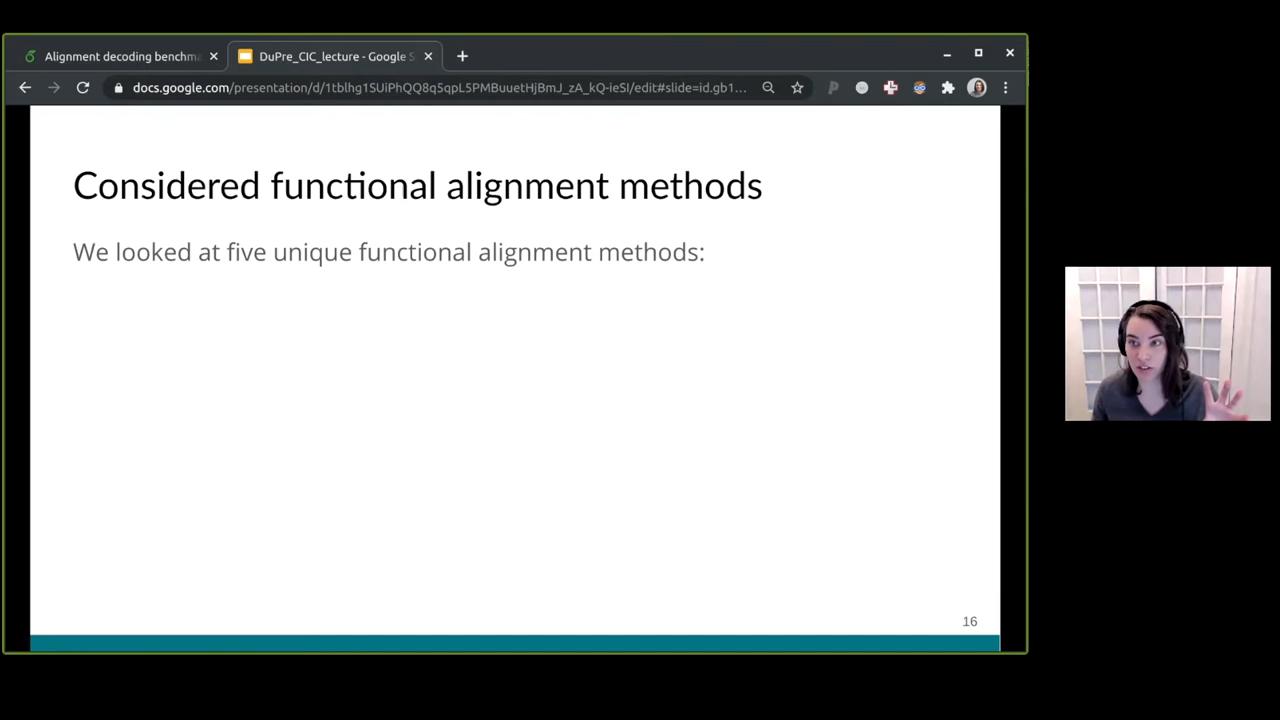 Alignment decoding benchma
DuPre_CIC_lecture - Google S
docs.google.com/presentation/d/1tblhg1SUiPhQQ8q5qpL5PMBuuetHjBmJ_zA_kQ-ieSI/edit#slide=id.gb1...
Considered functional alignment methods
We looked at five unique functional alignment methods:
16